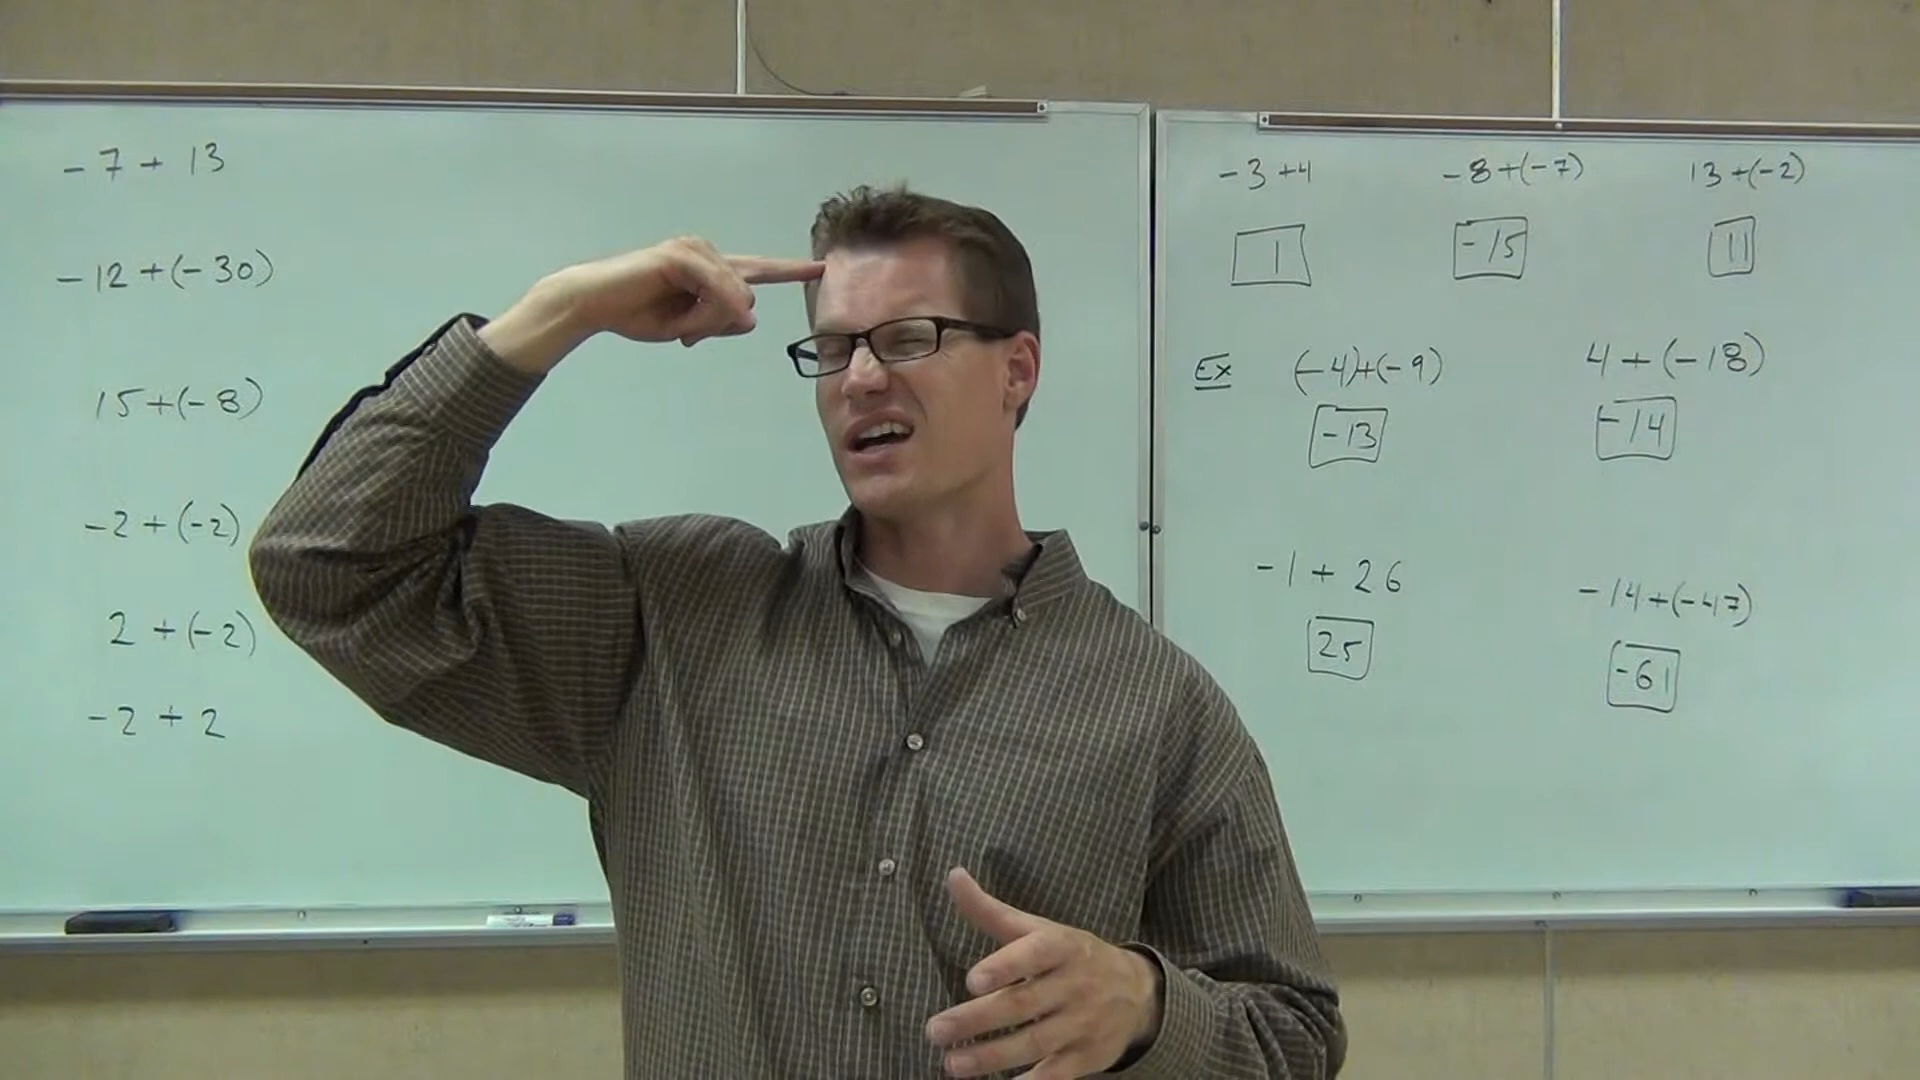 -7 + 13
-12 +(-30)
15 +(-8)
-2 + (-2)
2 + (-2)
-2 + 2
-3 +4 -8 +(-7) 13 +(-2)
1 -15 11
Ex (-4)+(-9) 4 + (-18)
-13 -14
-1 + 26 -14+(-47)
25 -61